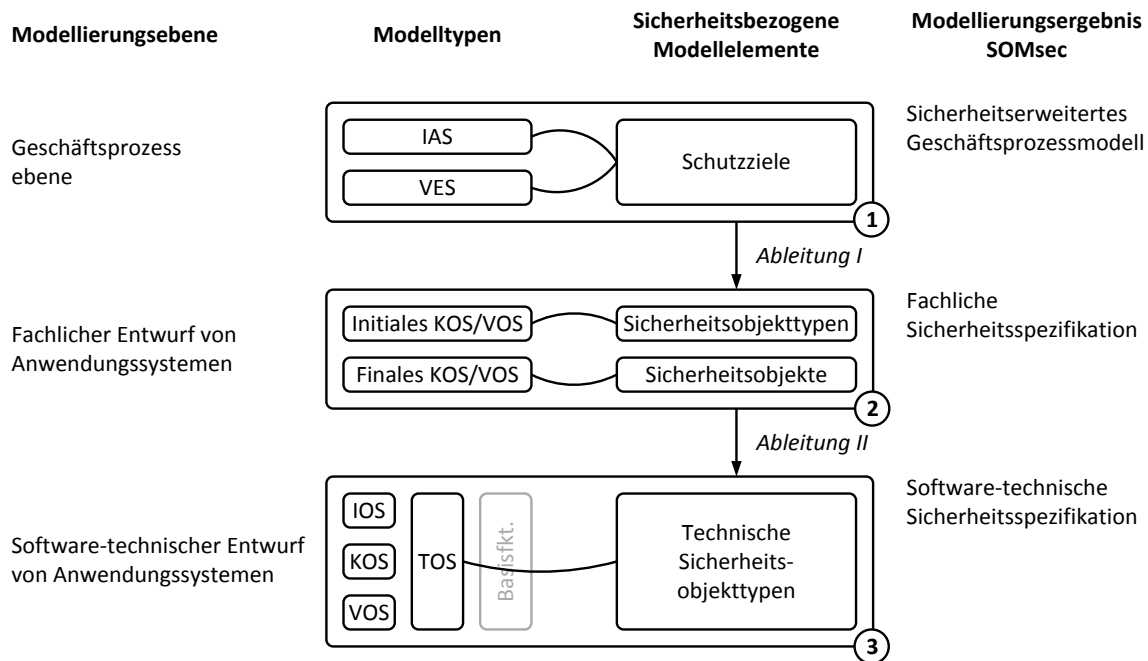 Modellierungsebene
Modelltypen
Sicherheitsbezogene
Modellelemente
Modellierungsergebnis
SOMsec
Geschäftsprozess
ebene
IAS
VES
Schutzziele
1
Sicherheitserweitertes
Geschäftsprozessmodell
Ableitung I
Fachlicher Entwurf von
Anwendungssystemen
Initiales KOS/VOS
Sicherheitsobjekttypen
Finales KOS/VOS
Sicherheitsobjekte
2
Fachliche
Sicherheitsspezifikation
Ableitung II
Software-technischer Entwurf
von Anwendungssystemen
IOS
KOS
VOS
TOS
Basisfkt.
Technische
Sicherheits-
objekttypen
3
Software-technische
Sicherheitsspezifikation